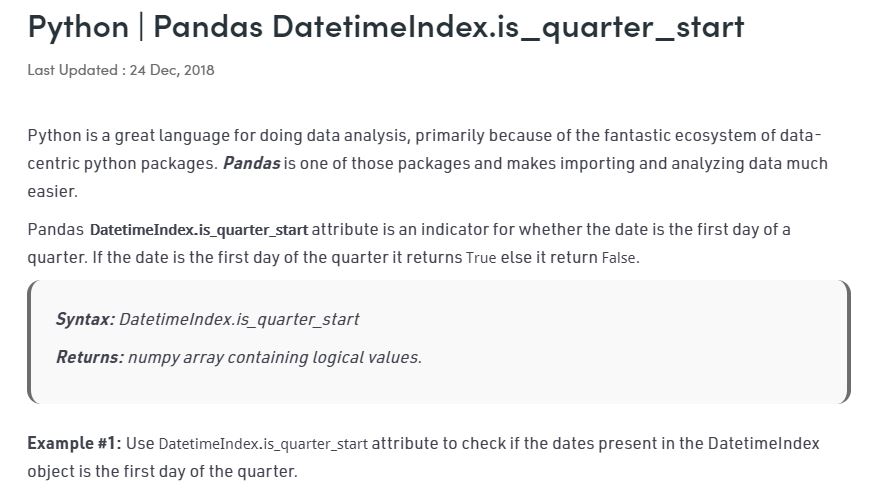 Python | Pandas DatetimeIndex.is_quarter_start
Last Updated : 24 Dec, 2018
Python is a great language for doing data analysis, primarily because of the fantastic ecosystem of data-
centric python packages. Pandas is one of those packages and makes importing and analyzing data much
easier.
Pandas DatetimeIndex.is_quarter_start attribute is an indicator for whether the date is the first day of a
quarter. If the date is the first day of the quarter it returns True else it return False.
Syntax: DatetimeIndex.is_quarter_start
Returns: numpy array containing logical values.
Example #1: Use DatetimeIndex.is_quarter_start attribute to check if the dates present in the DatetimeIndex
object is the first day of the quarter.